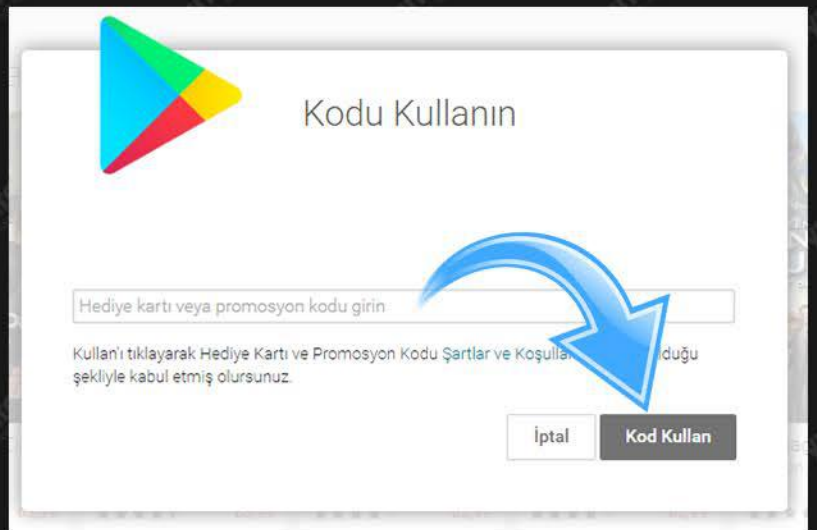 Kodu Kullanın
Hediye kartı veya promosyon kodu girin
Kullan'ı tıklayarak Hediye Kartı ve Promosyon Kodu Şartlar ve Koşulla
şekliyle kabul etmiş olursunuz.
İptal
Kod Kullan